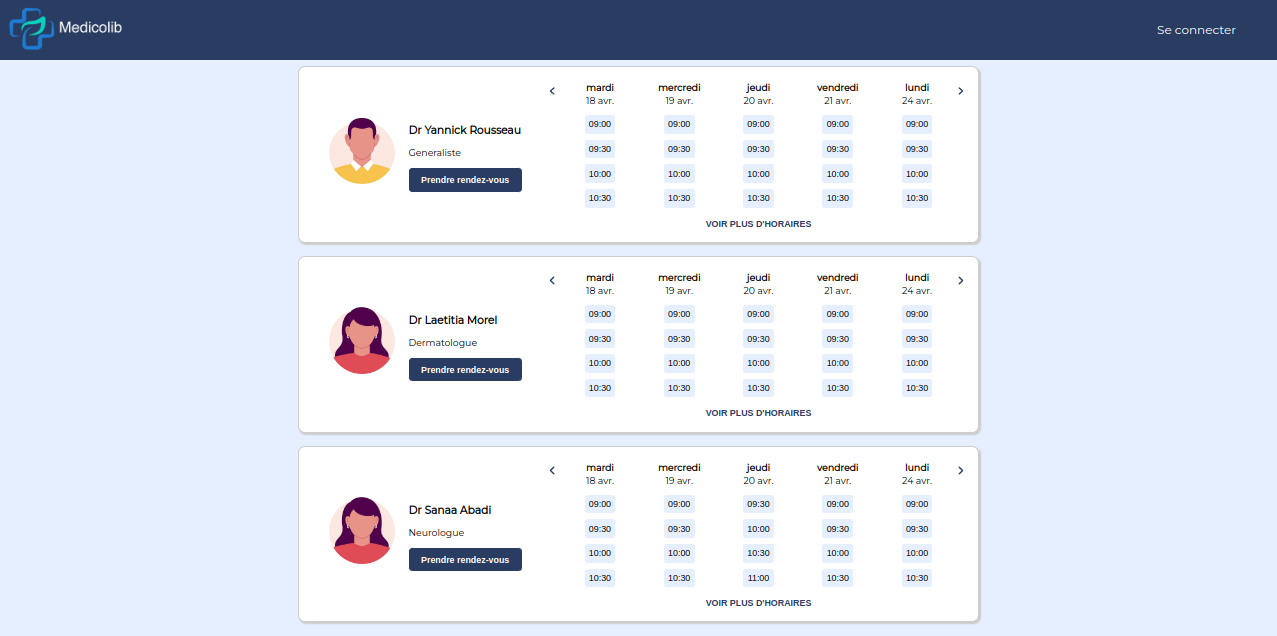 Medicolib
Se connecter
mardi mercredi jeudi vendredi lundi
18 avr. 19 avr. 20 avr. 21 avr. 24 avr.
09:00 09:00 09:00 09:00 09:00
Dr Yannick Rousseau
09:30 09:30 09:30 09:30 09:30
Generaliste
10:00 10:00 10:00 10:00 10:00
Prendre rendez-vous
10:30 10:30 10:30 10:30 10:30
VOIR PLUS D'HORAIRES
mardi mercredi jeudi vendredi lundi
18 avr. 19 avr. 20 avr. 21 avr. 24 avr.
09:00 09:00 09:00 09:00 09:00
Dr Laetitia Morel
09:30 09:30 09:30 09:30 09:30
Dermatologue
10:00 10:00 10:00 10:00 10:00
Prendre rendez-vous
10:30 10:30 10:30 10:30 10:30
VOIR PLUS D'HORAIRES
mardi mercredi jeudi vendredi lundi
18 avr. 19 avr. 20 avr. 21 avr. 24 avr.
09:00 09:00 09:30 09:00 09:00
Dr Sanaa Abadi
09:30 09:30 10:00 09:30 09:30
Neurologue
10:00 10:00 10:30 10:00 10:00
Prendre rendez-vous
10:30 10:30 11:00 10:30 10:30
VOIR PLUS D'HORAIRES